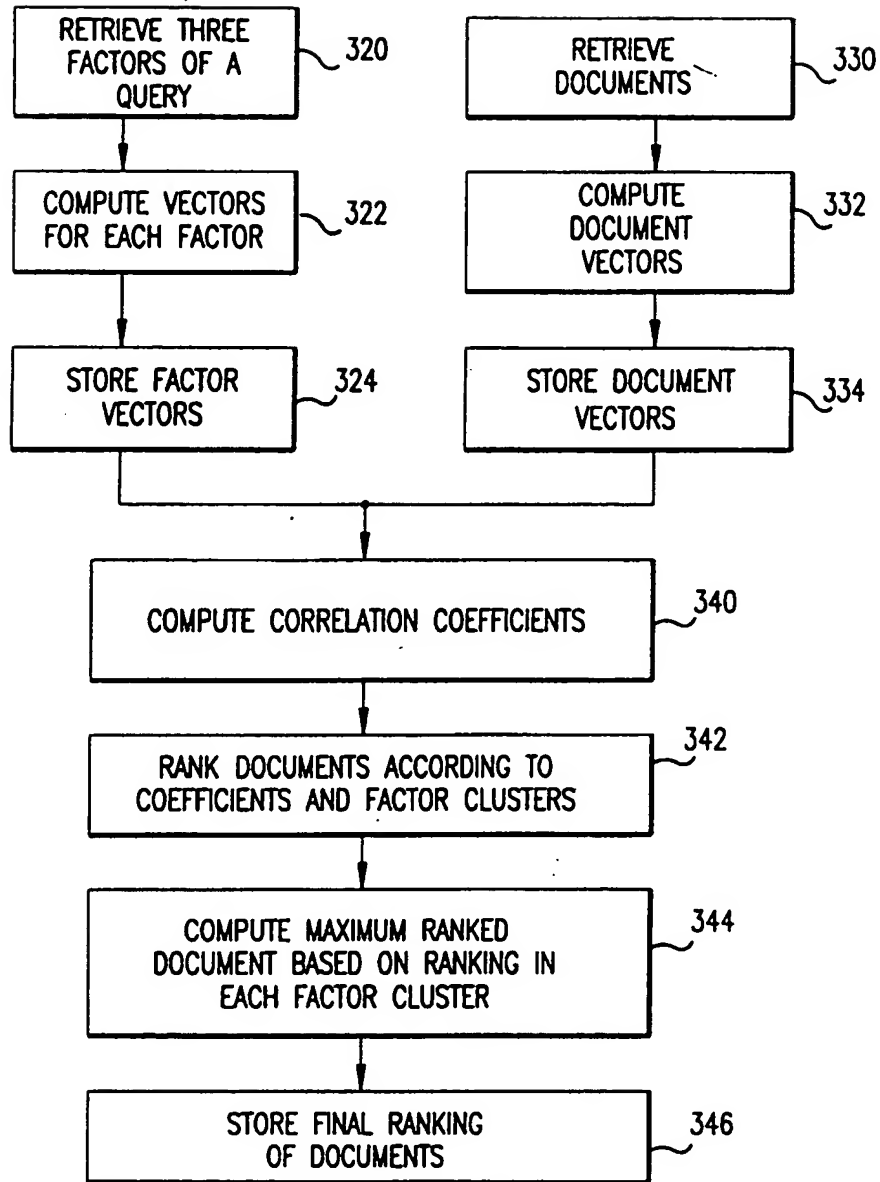 RETRIEVE THREE
FACTORS OF A
QUERY
320
RETRIEVE
DOCUMENTS
330
COMPUTE VECTORS
FOR EACH FACTOR
322
COMPUTE
DOCUMENT
VECTORS
332
STORE FACTOR
VECTORS
324
STORE DOCUMENT
VECTORS
334
COMPUTE CORRELATION COEFFICIENTS
340
RANK DOCUMENTS ACCORDING TO
COEFFICIENTS AND FACTOR CLUSTERS
342
COMPUTE MAXIMUM RANKED
DOCUMENT BASED ON RANKING IN
EACH FACTOR CLUSTER
344
STORE FINAL RANKING
OF DOCUMENTS
346